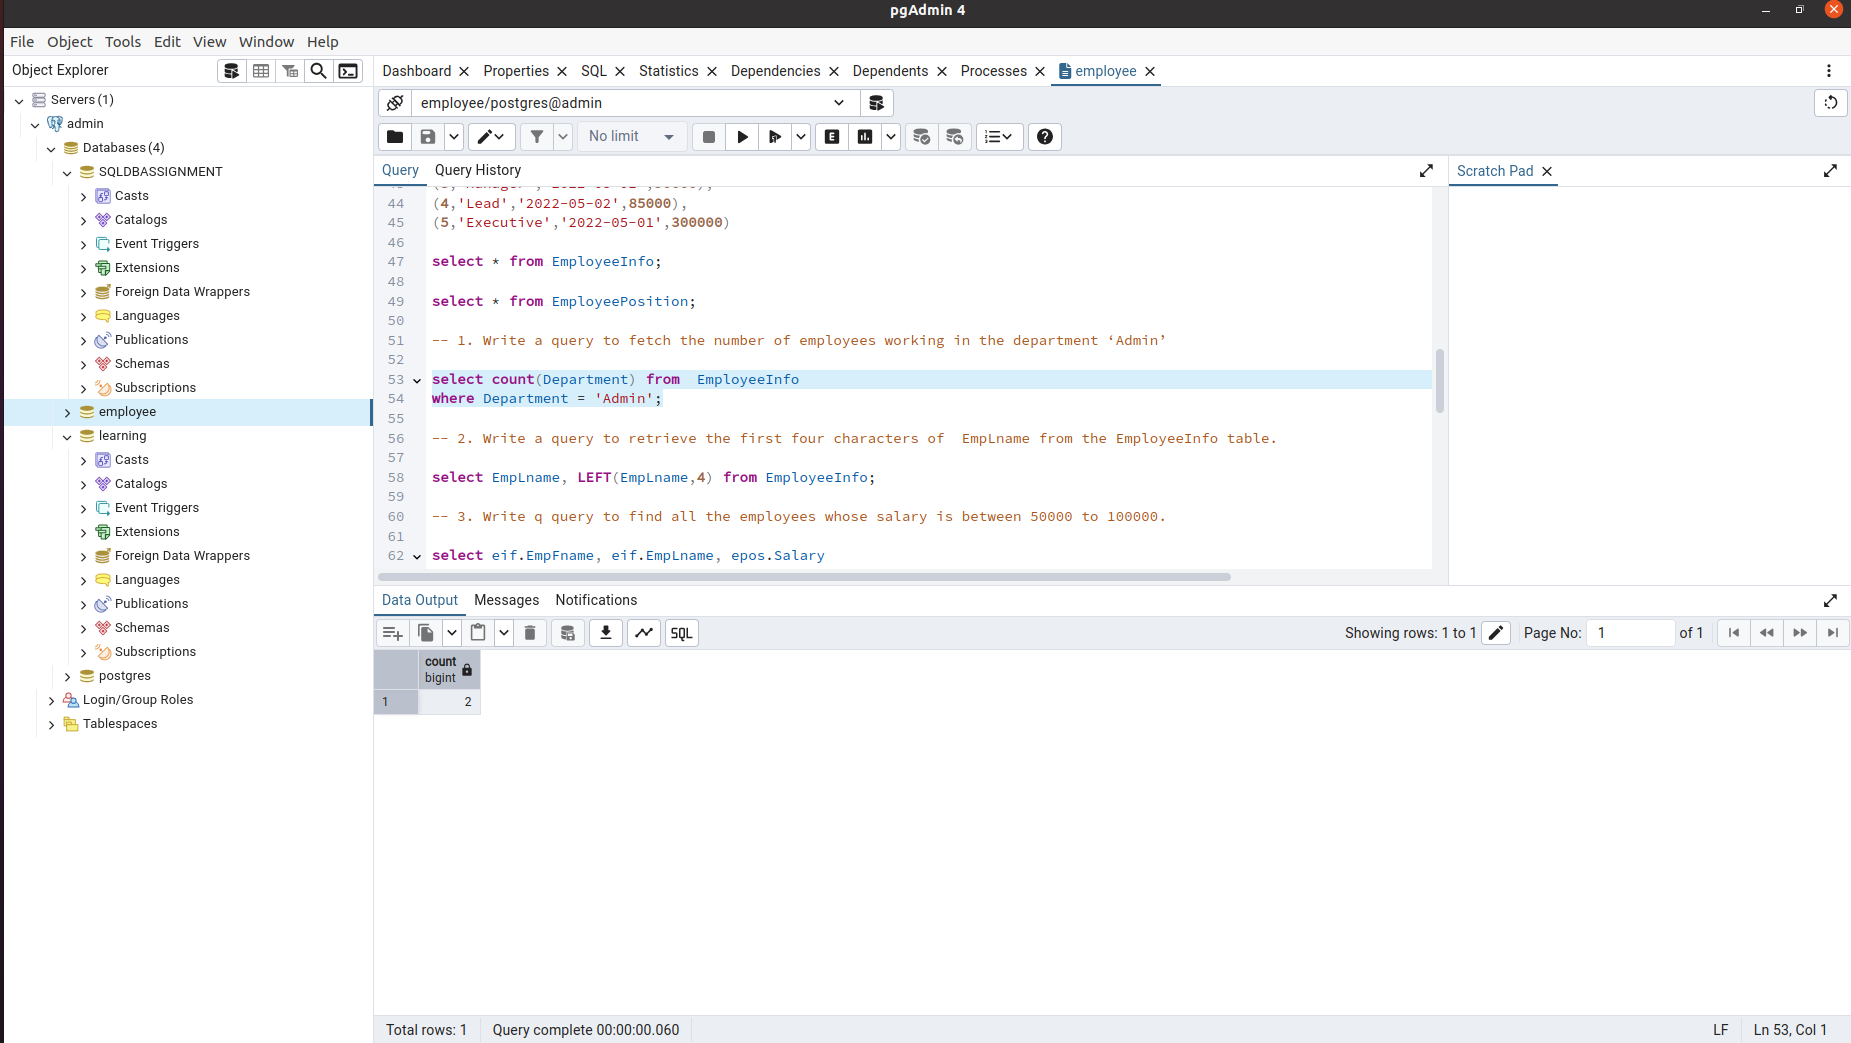 pgAdmin 4
File Object Tools Edit View Window Help
Object Explorer
Servers (1)
admin
Databases (4)
SQLDBASSIGNMENT
Casts
Catalogs
Event Triggers
Extensions
Foreign Data Wrappers
Languages
Publications
Schemas
Subscriptions
employee
learning
Casts
Catalogs
Event Triggers
Extensions
Foreign Data Wrappers
Languages
Publications
Schemas
Subscriptions
postgres
Login/Group Roles
Tablespaces
Dashboard Properties SQL Statistics Dependencies Dependents Processes employee
employee/postgres@admin
No limit
E
Query Query History
44 (4,'Lead','2022-05-02',85000),
45 (5,'Executive','2022-05-01',300000)
46
47 select * from EmployeeInfo;
48
49 select * from EmployeePosition;
50
51 -- 1. Write a query to fetch the number of employees working in the department ‘Admin’
52
53 select count(Department) from  EmployeeInfo
54 where Department = 'Admin';
55
56 -- 2. Write a query to retrieve the first four characters of  EmpLname from the EmployeeInfo table.
57
58 select EmpLname, LEFT(EmpLname,4) from EmployeeInfo;
59
60 -- 3. Write q query to find all the employees whose salary is between 50000 to 100000.
61
62 select eif.EmpFname, eif.EmpLname, epos.Salary
Scratch Pad
Data Output Messages Notifications
SQL
Showing rows: 1 to 1 Page No: 1 of 1
count
bigint
1 2
Total rows: 1 Query complete 00:00:00.060 LF Ln 53, Col 1